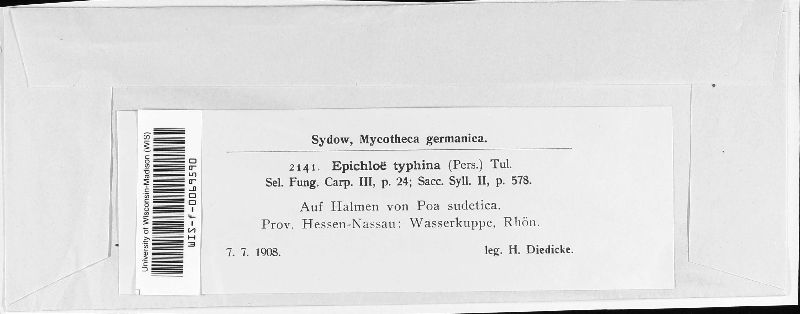 Sydow, Mycotheca germanica.
2141. Epichloë typhina (Pers.) Tul.
Sel. Fung. Carp. III, p. 24; Sacc. Syll. II, p. 578.
Auf Halmen von Poa sudetica.
Prov. Hessen-Nassau: Wasserkuppe, Rhön.
7. 7. 1908. leg. H. Diedicke.
University of Wisconsin-Madison (WIS)
WIS-f-0069590